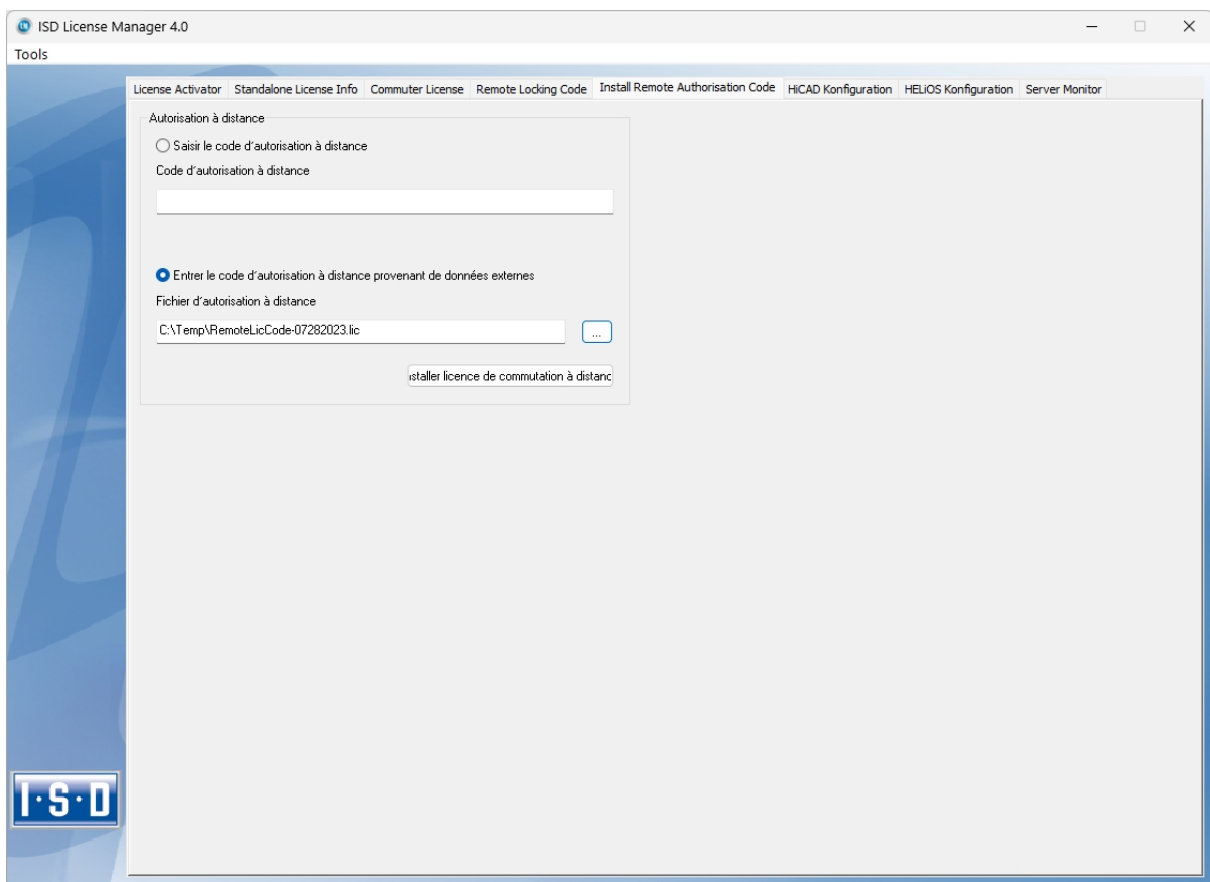 ISD License Manager 4.0
Tools
License Activator Standalone License Info Commuter License Remote Locking Code Install Remote Authorisation Code HiCAD Konfiguration HELiOS Konfiguration Server Monitor
Autorisation à distance
Saisir le code d´autorisation à distance
Code d´autorisation à distance
Entrer le code d´autorisation à distance provenant de données externes
Fichier d´autorisation à distance
C:\Temp\RemoteLicCode-07282023.lic
...
staller licence de commutation à distanc
I·S·D